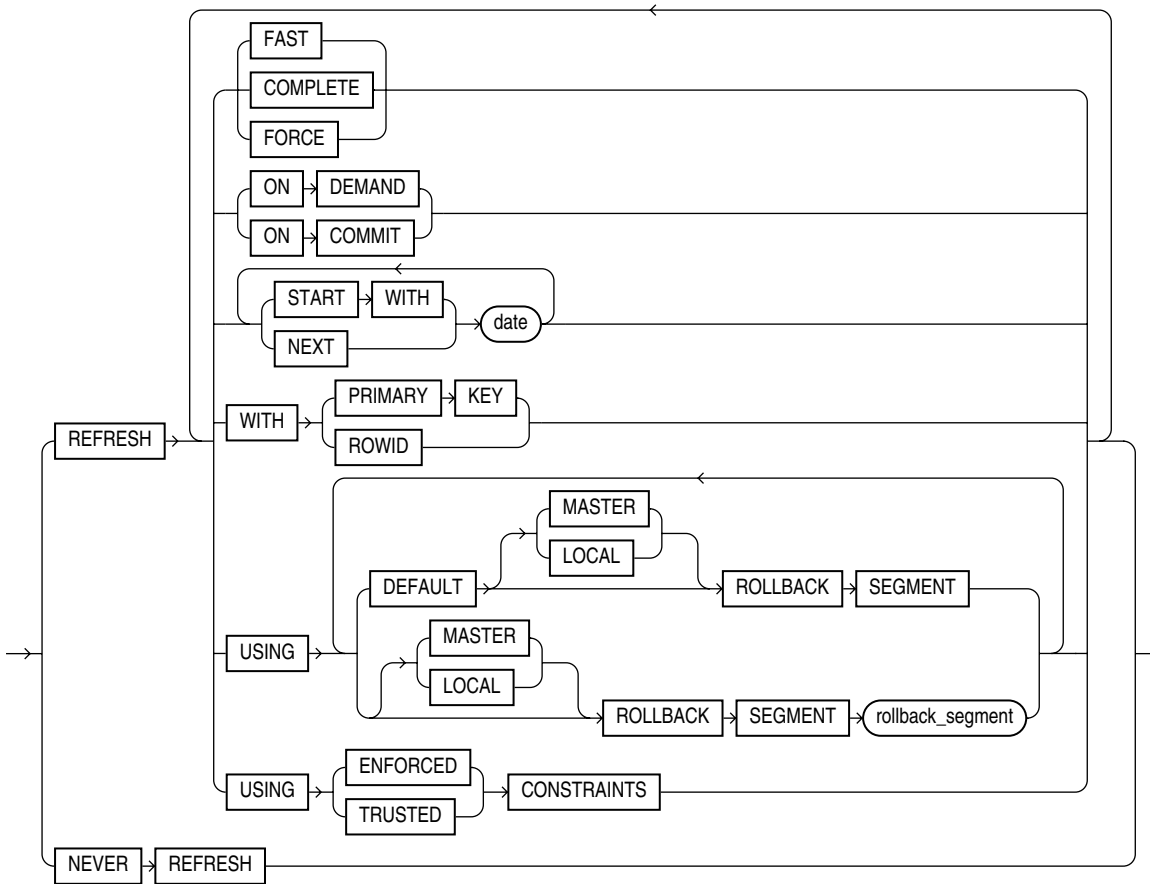 FAST
COMPLETE
FORCE
ON DEMAND
ON COMMIT
START WITH
date
NEXT
PRIMARY KEY
WITH
REFRESH
ROWID
MASTER
LOCAL
DEFAULT ROLLBACK SEGMENT
MASTER
USING
LOCAL
ROLLBACK SEGMENT rollback_segment
ENFORCED
USING CONSTRAINTS
TRUSTED
NEVER REFRESH